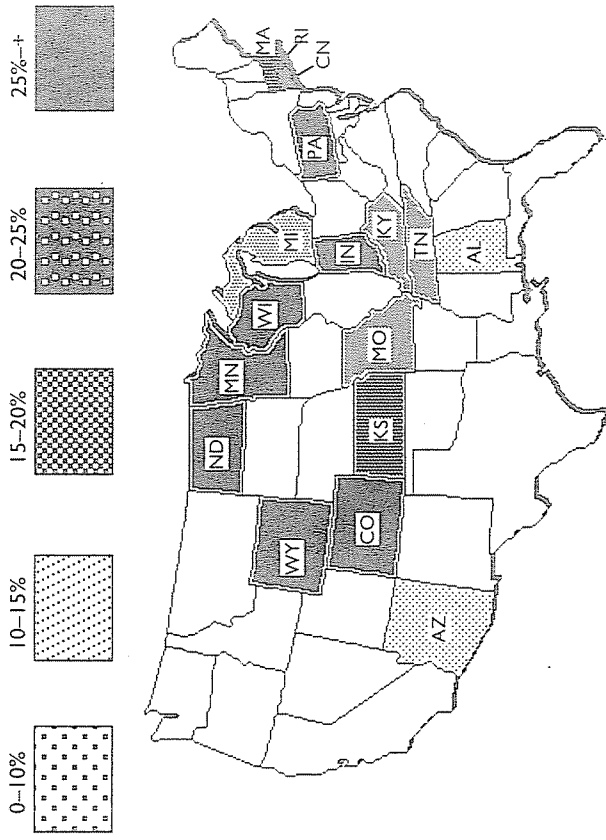 0–10%
10–15%
15–20%
20–25%
25%–+
ND
MN
WI
MI
WY
CO
KS
MO
IN
KY
TN
AL
AZ
PA
MA
RI
CN